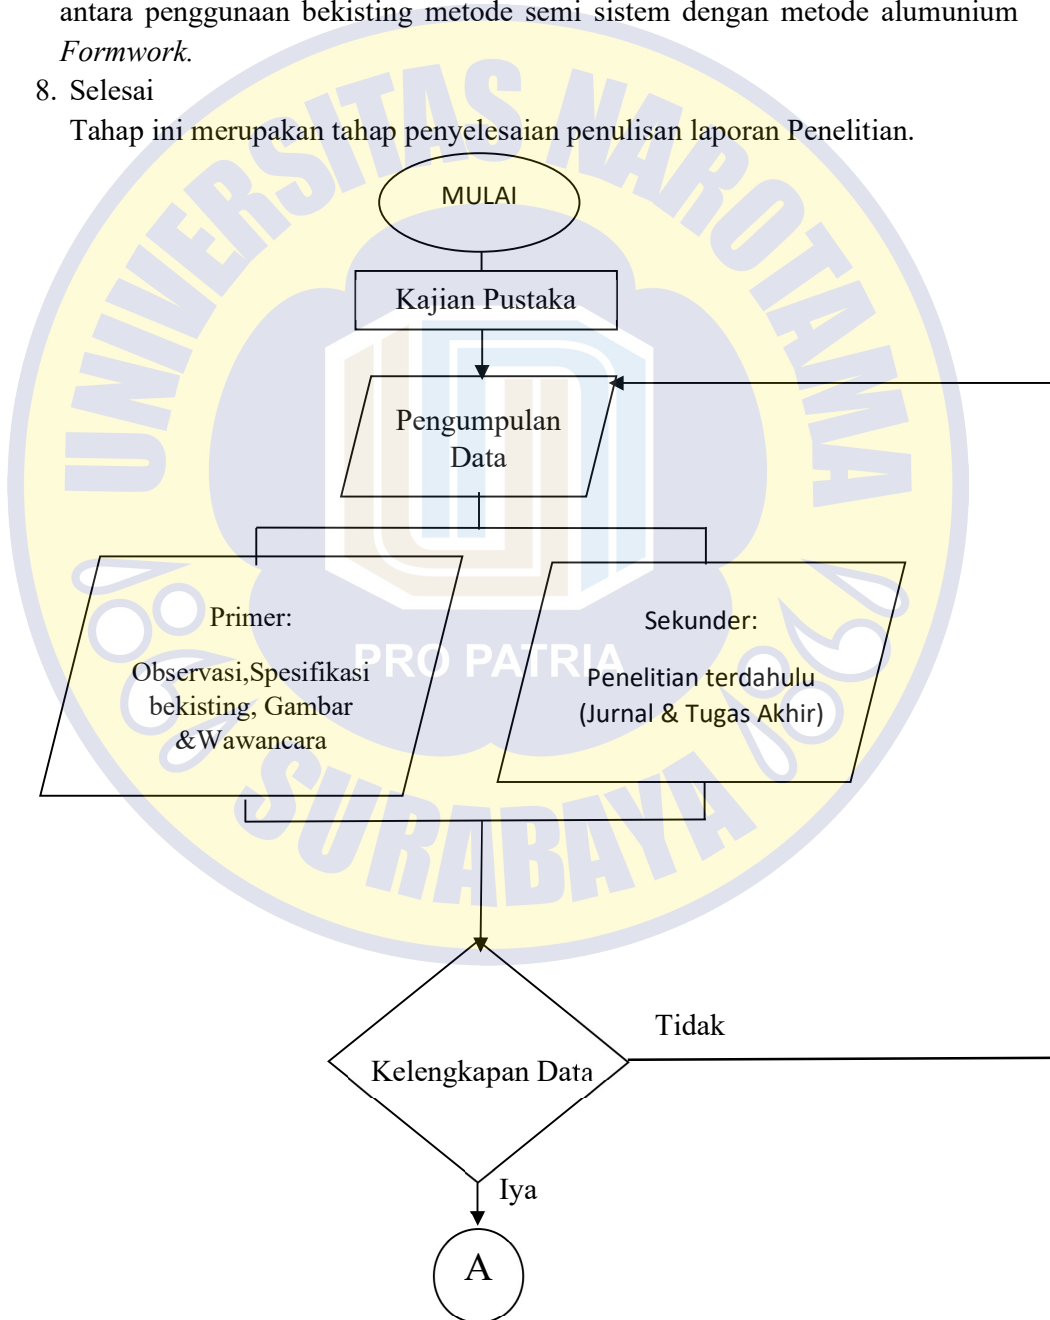 antara penggunaan bekisting metode semi sistem dengan metode alumunium
Formwork.
8. Selesai
Tahap ini merupakan tahap penyelesaian penulisan laporan Penelitian.
MULAI
Kajian Pustaka
Pengumpulan
Data
Primer:
Observasi,Spesifikasi
bekisting, Gambar
&Wawancara
Sekunder:
Penelitian terdahulu
(Jurnal & Tugas Akhir)
Kelengkapan Data
Tidak
Iya
A
UNIVERSITAS NAROTAMA
PRO PATRIA
SURABAYA